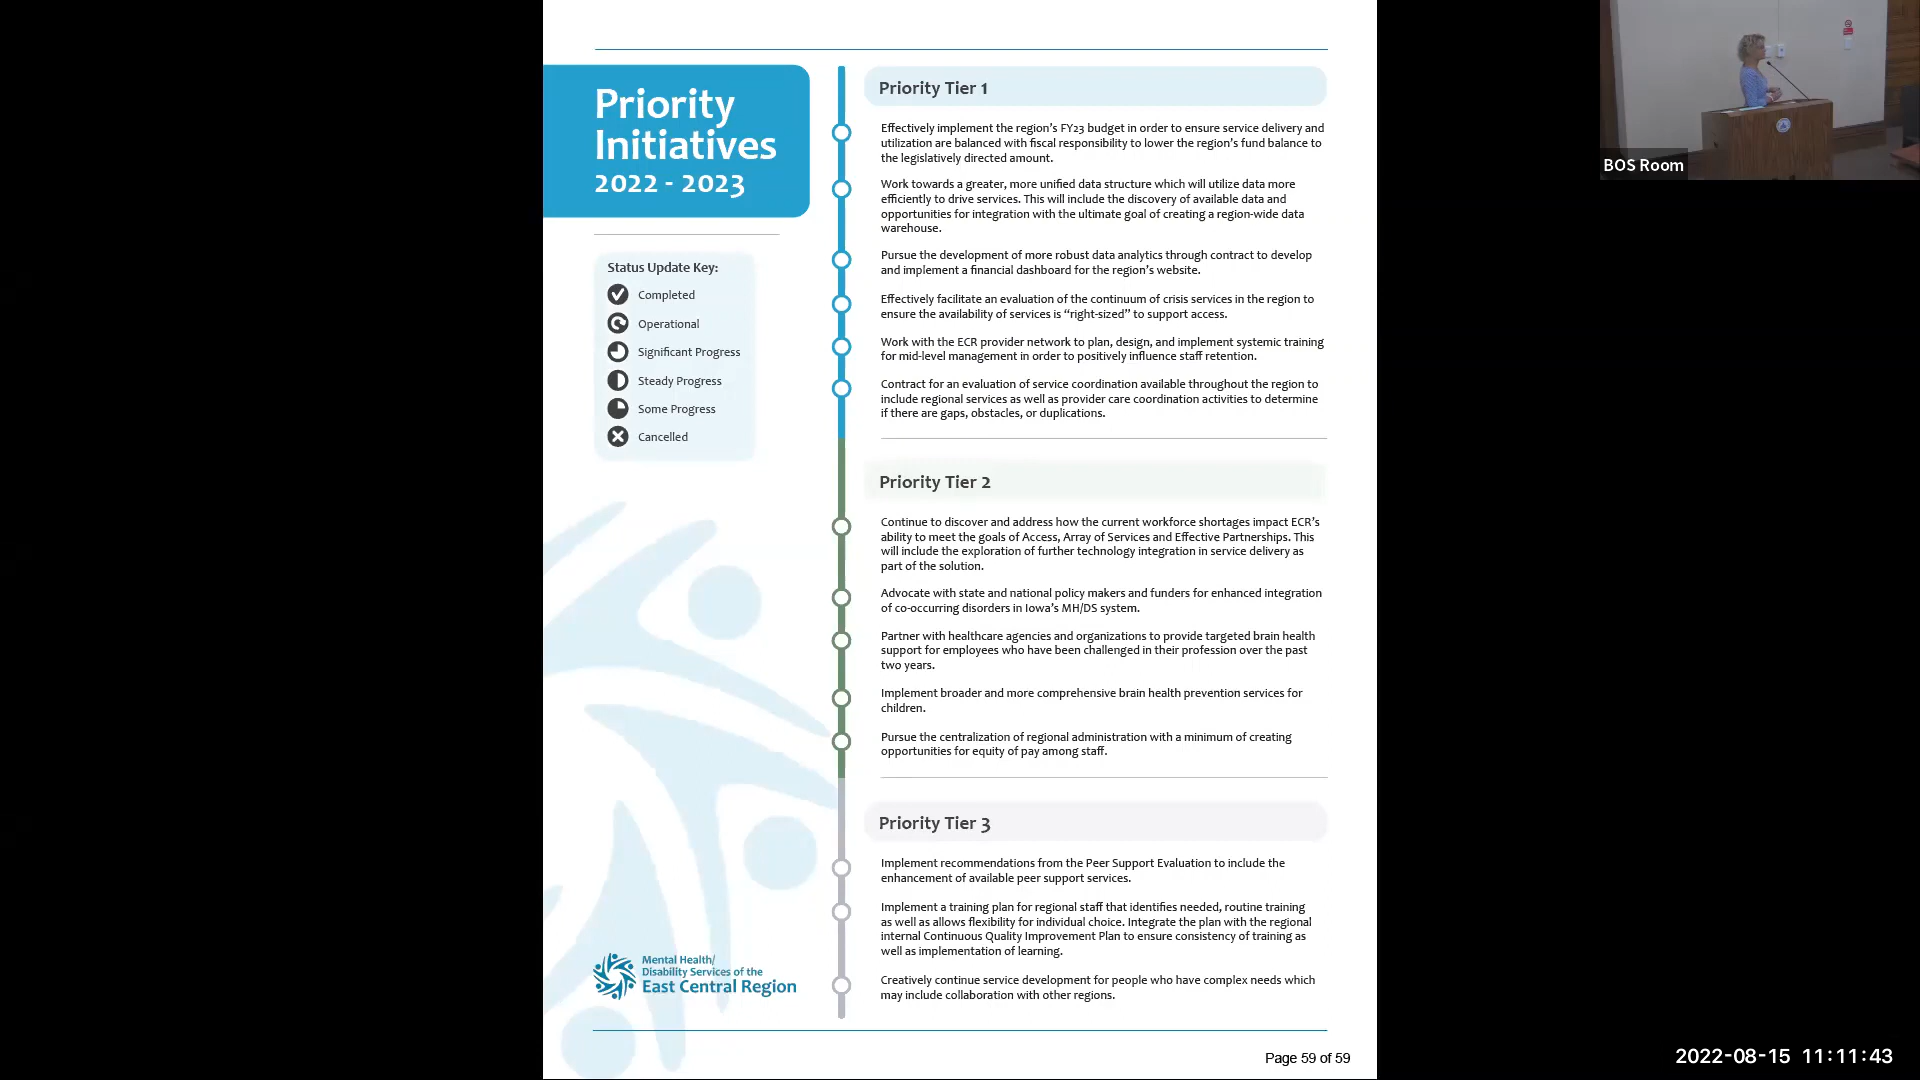 Priority
Initiatives
2022 - 2023
Status Update Key:
Completed
Operational
Significant Progress
Steady Progress
Some Progress
Cancelled
Mental Health/
Disability Services of the
East Central Region
Priority Tier 1
Effectively implement the region's FY23 budget in order to ensure service delivery and
utilization are balanced with fiscal responsibility to lower the region's fund balance to
the legislatively directed amount.
Work towards a greater, more unified data structure which will utilize data more
efficiently to drive services. This will include the discovery of available data and
opportunities for integration with the ultimate goal of creating a region-wide data
warehouse.
Pursue the development of more robust data analytics through contract to develop
and implement a financial dashboard for the region's website.
Effectively facilitate an evaluation of the continuum of crisis services in the region to
ensure the availability of services is “right-sized” to support access.
Work with the ECR provider network to plan, design, and implement systemic training
for mid-level management in order to positively influence staff retention.
Contract for an evaluation of service coordination available throughout the region to
include regional services as well as provider care coordination activities to determine
if there are gaps, obstacles, or duplications.
Priority Tier 2
Continue to discover and address how the current workforce shortages impact ECR's
ability to meet the goals of Access, Array of Services and Effective Partnerships. This
will include the exploration of further technology integration in service delivery as
part of the solution.
Advocate with state and national policy makers and funders for enhanced integration
of co-occurring disorders in Iowa's MH/DS system.
Partner with healthcare agencies and organizations to provide targeted brain health
support for employees who have been challenged in their profession over the past
two years.
Implement broader and more comprehensive brain health prevention services for
children.
Pursue the centralization of regional administration with a minimum of creating
opportunities for equity of pay among staff.
Priority Tier 3
Implement recommendations from the Peer Support Evaluation to include the
enhancement of available peer support services.
Implement a training plan for regional staff that identifies needed, routine training
as well as allows flexibility for individual choice. Integrate the plan with the regional
internal Continuous Quality Improvement Plan to ensure consistency of training as
well as implementation of learning.
Creatively continue service development for people who have complex needs which
may include collaboration with other regions.
Page 59 of 59
BOS Room
2022-08-15 11:11:43